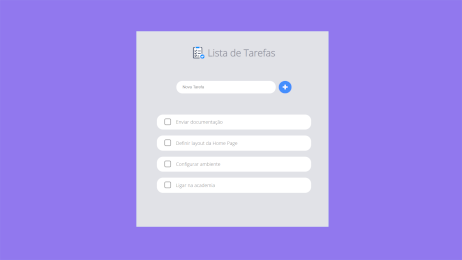 Lista de Tarefas
Nova Tarefa
Enviar documentação
Definir layout da Home Page
Configurar ambiente
Ligar na academia